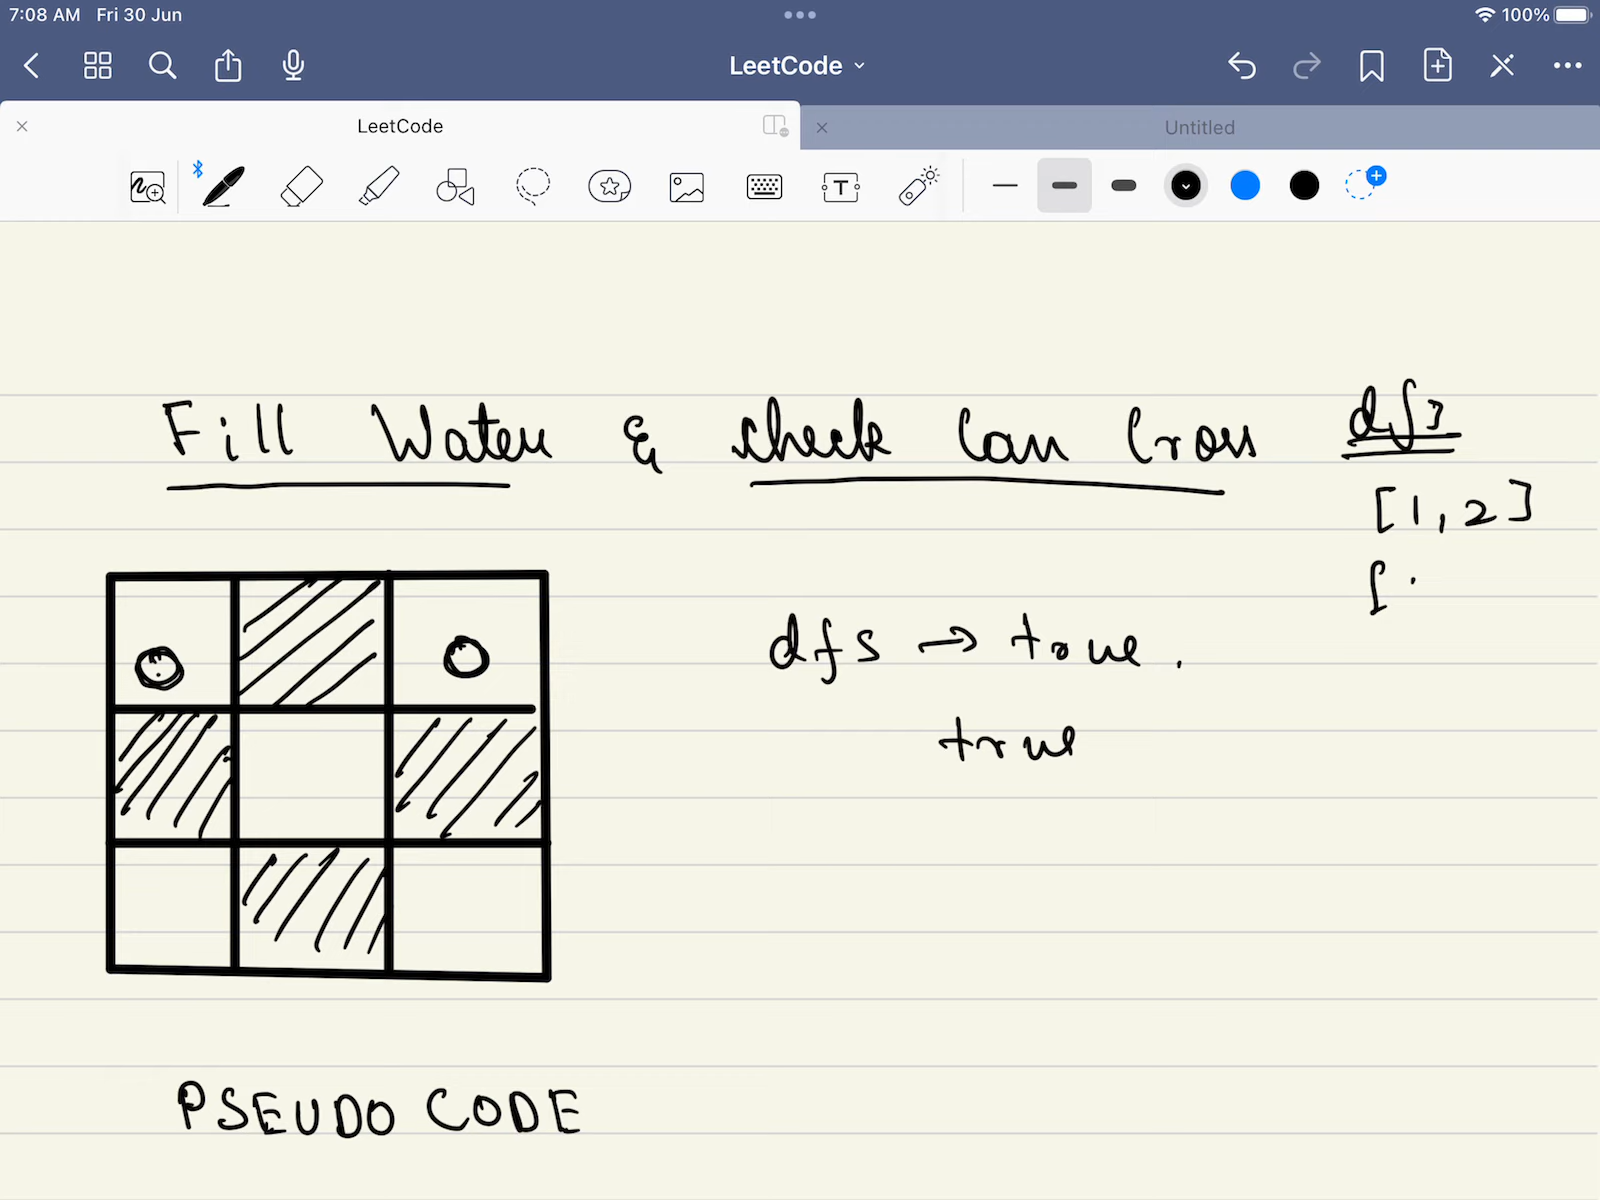 7:08 AM Fri 30 Jun
100%
LeetCode
LeetCode
Untitled
T
Fill Water & check Can Cross dfs
[1,2]
[.
dfs → true.
true
PSEUDO CODE